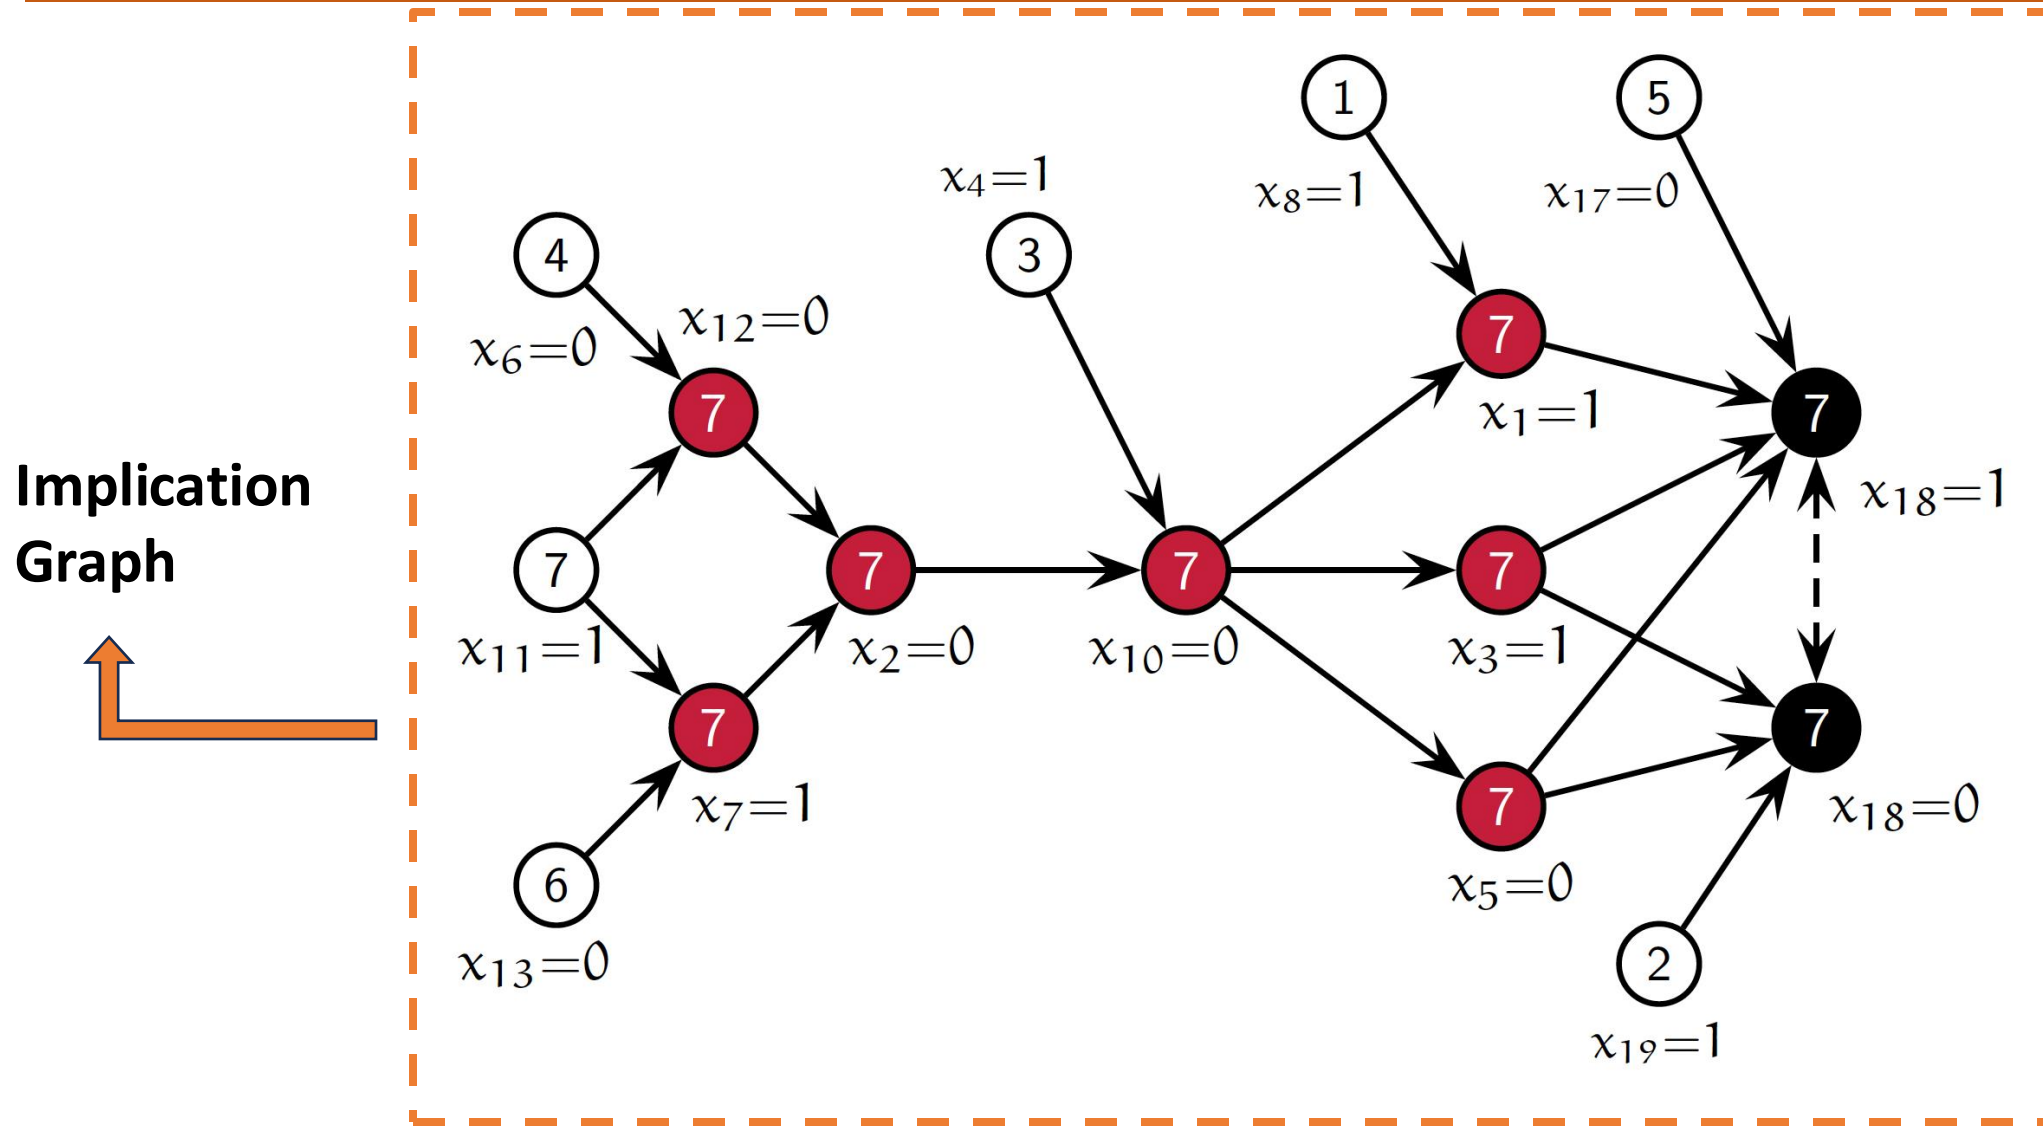 1
5
x4=1
x8=1
x17=0
4
3
x12=0
x6=0
7
x1=1
7
7
Implication
Graph
x18=1
7
7
7
7
x11=1
x2=0
x10=0
x3=1
7
7
x7=1
7
x18=0
6
x5=0
x13=0
2
x19=1